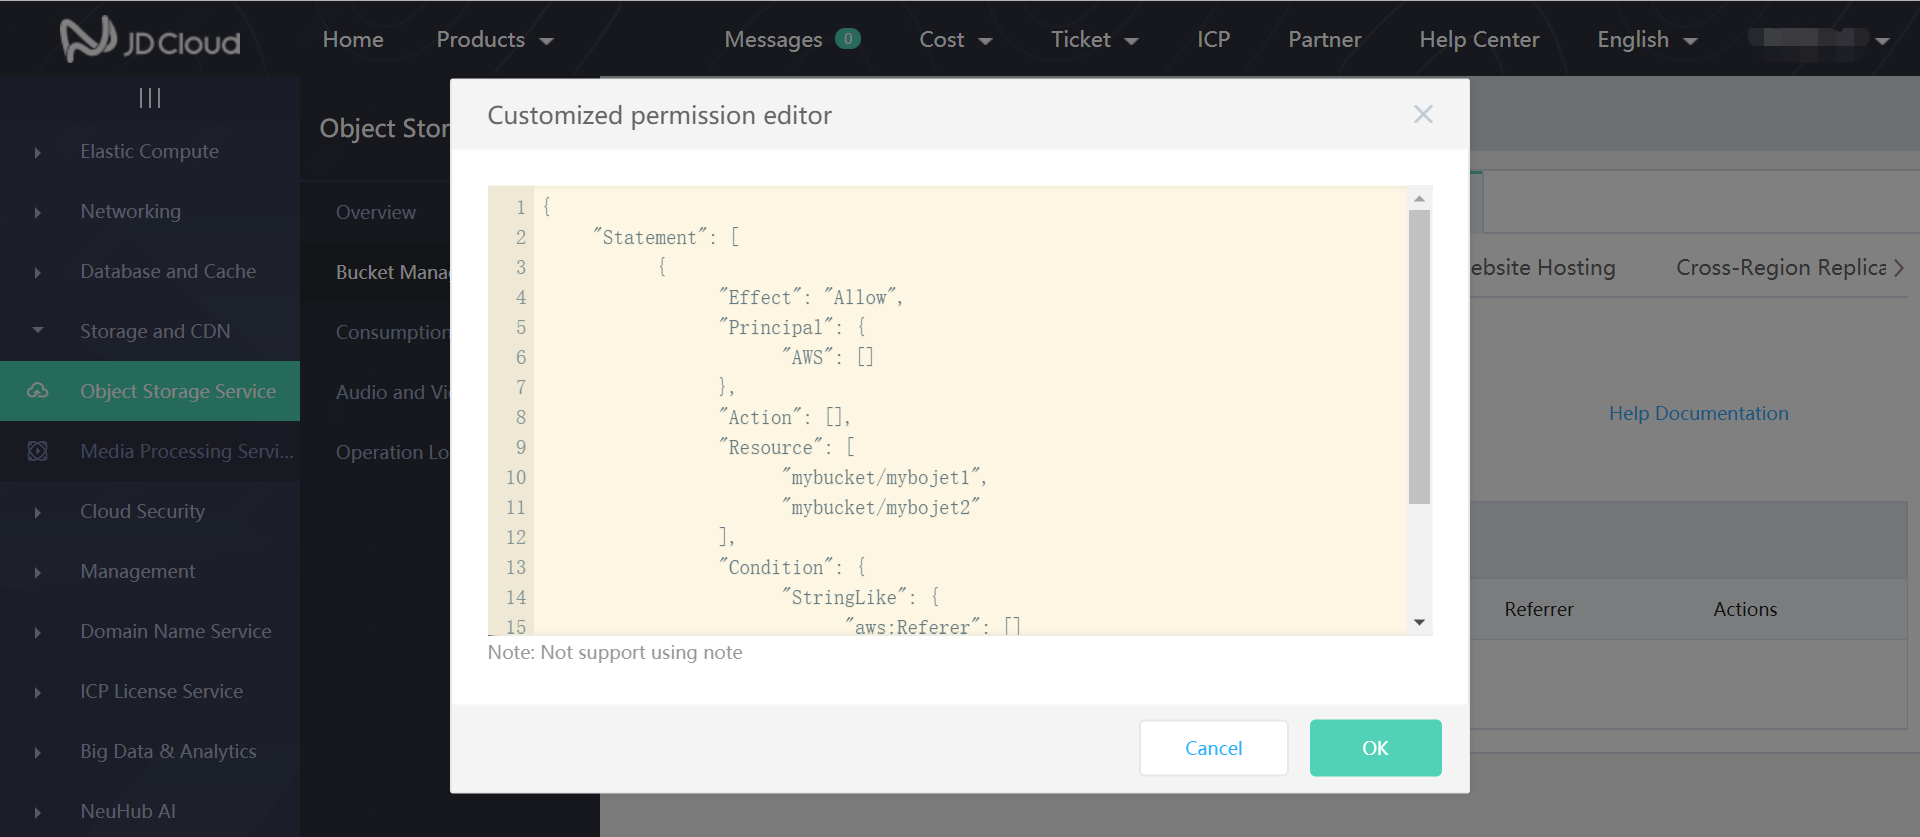 JD Cloud
Home Products Messages 0 Cost Ticket ICP Partner Help Center English
Elastic Compute
Networking
Database and Cache
Storage and CDN
Object Storage Service
Media Processing Servi...
Cloud Security
Management
Domain Name Service
ICP License Service
Big Data & Analytics
NeuHub AI
Object Stor
Overview
Bucket Mana
Consumption
Audio and Vi
Operation Lo
Customized permission editor
1 {
2 "Statement": [
3 {
4 "Effect": "Allow",
5 "Principal": {
6 "AWS": []
7 },
8 "Action": [],
9 "Resource": [
10 "mybucket/mybojet1",
11 "mybucket/mybojet2"
12 ],
13 "Condition": {
14 "StringLike": {
15 "aws:Referer": []
Note: Not support using note
Cancel OK
ebsite Hosting Cross-Region Replica
Help Documentation
Referrer Actions